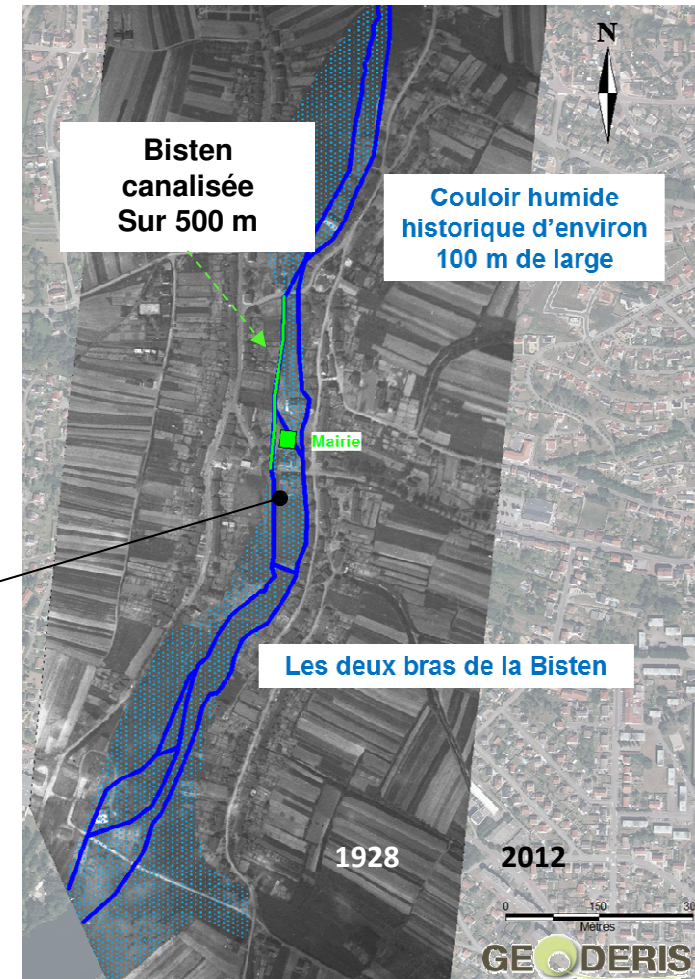 N
Bisten
canalisée
Sur 500 m
Couloir humide
historique d'environ
100 m de large
Mairie
Les deux bras de la Bisten
1928
2012
0 150 30
Mètres
GEODERIS